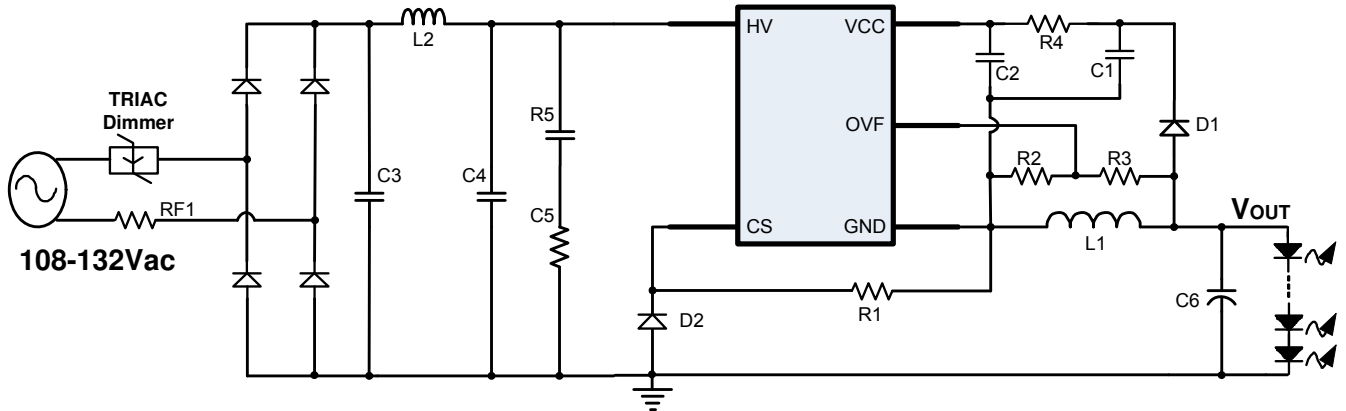 HV
VCC
L2
R4
C2
C1
TRIAC
Dimmer
R5
OVF
D1
R2
R3
C3
C4
RF1
C5
CS
GND
VOUT
L1
108-132Vac
C6
D2
R1